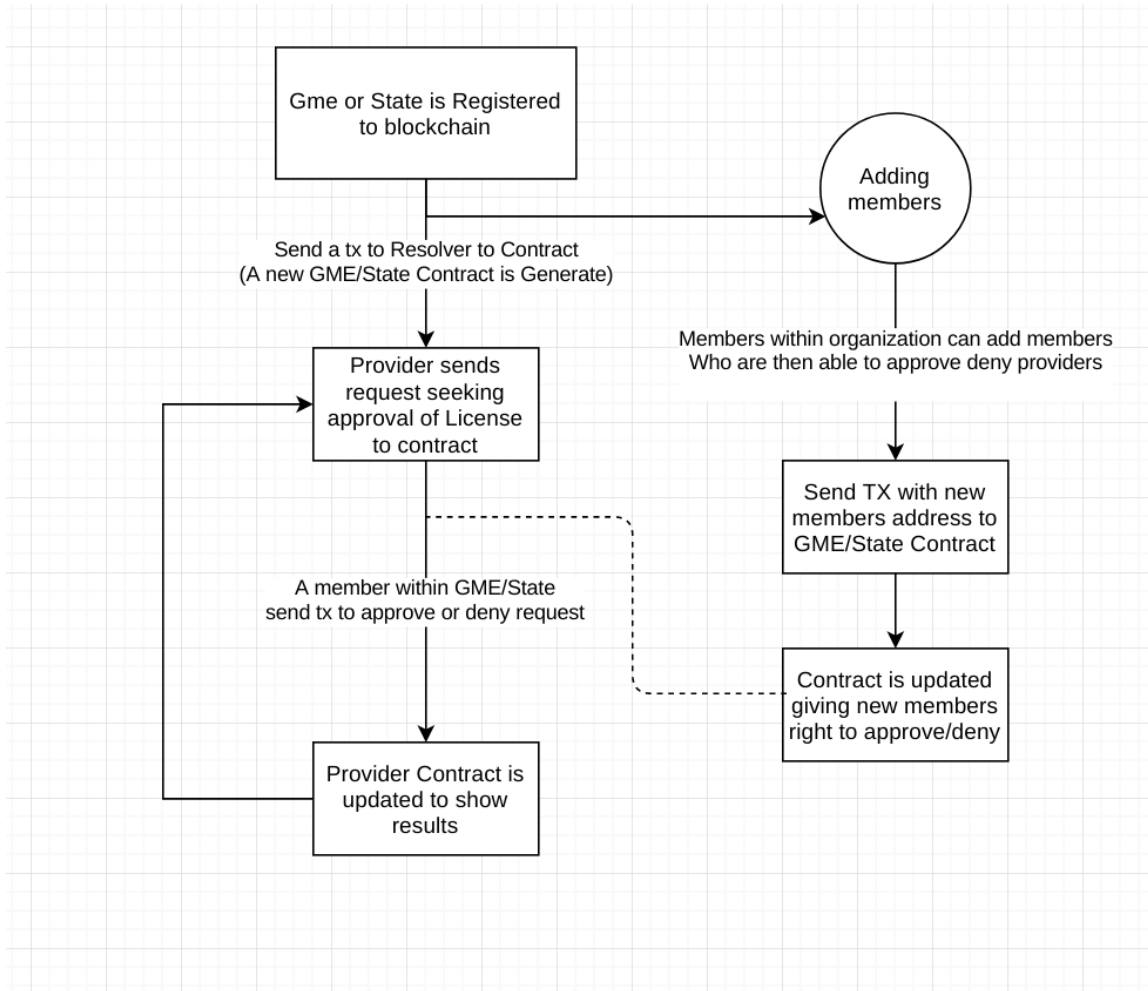 Gme or State is Registered
to blockchain
Adding
members
Send a tx to Resolver to Contract
(A new GME/State Contract is Generate)
Members within organization can add members
Who are then able to approve deny providers
Provider sends
request seeking
approval of License
to contract
Send TX with new
members address to
GME/State Contract
A member within GME/State
send tx to approve or deny request
Contract is updated
giving new members
right to approve/deny
Provider Contract is
updated to show
results